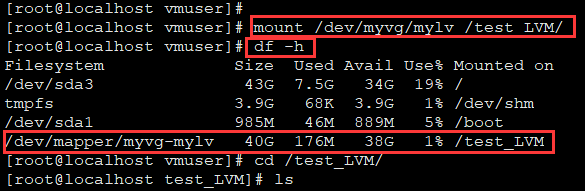 [root@localhost vmuser]#
[root@localhost vmuser]# mount /dev/myvg/mylv /test_LVM/
[root@localhost vmuser]# df -h
Filesystem Size Used Avail Use% Mounted on
/dev/sda3 43G 7.5G 34G 19% /
tmpfs 3.9G 68K 3.9G 1% /dev/shm
/dev/sda1 985M 46M 889M 5% /boot
/dev/mapper/myvg-mylv 40G 176M 38G 1% /test_LVM
[root@localhost vmuser]# cd /test_LVM/
[root@localhost test_LVM]# ls